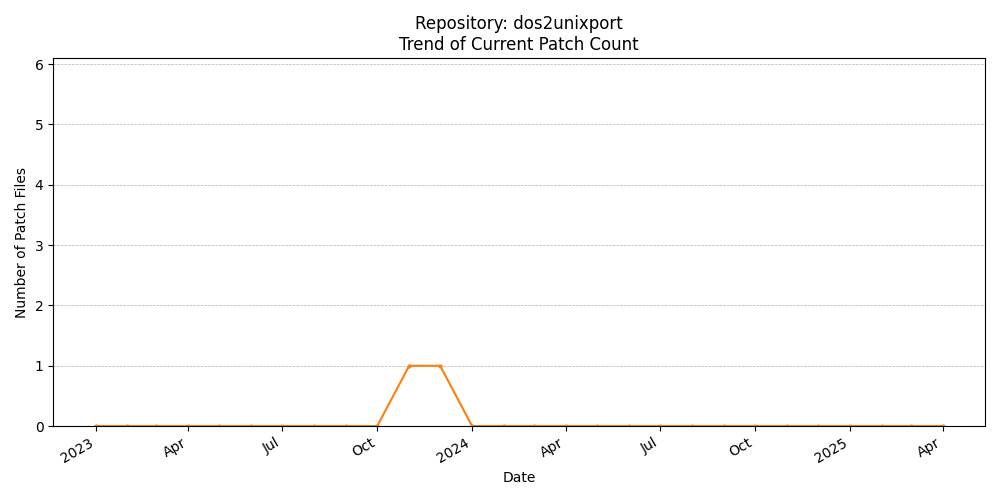 Repository: dos2unixport
Trend of Current Patch Count
Number of Patch Files
6
5
4
3
2
1
0
2023
Apr
Jul
Oct
2024
Apr
Jul
Oct
2025
Apr
Date